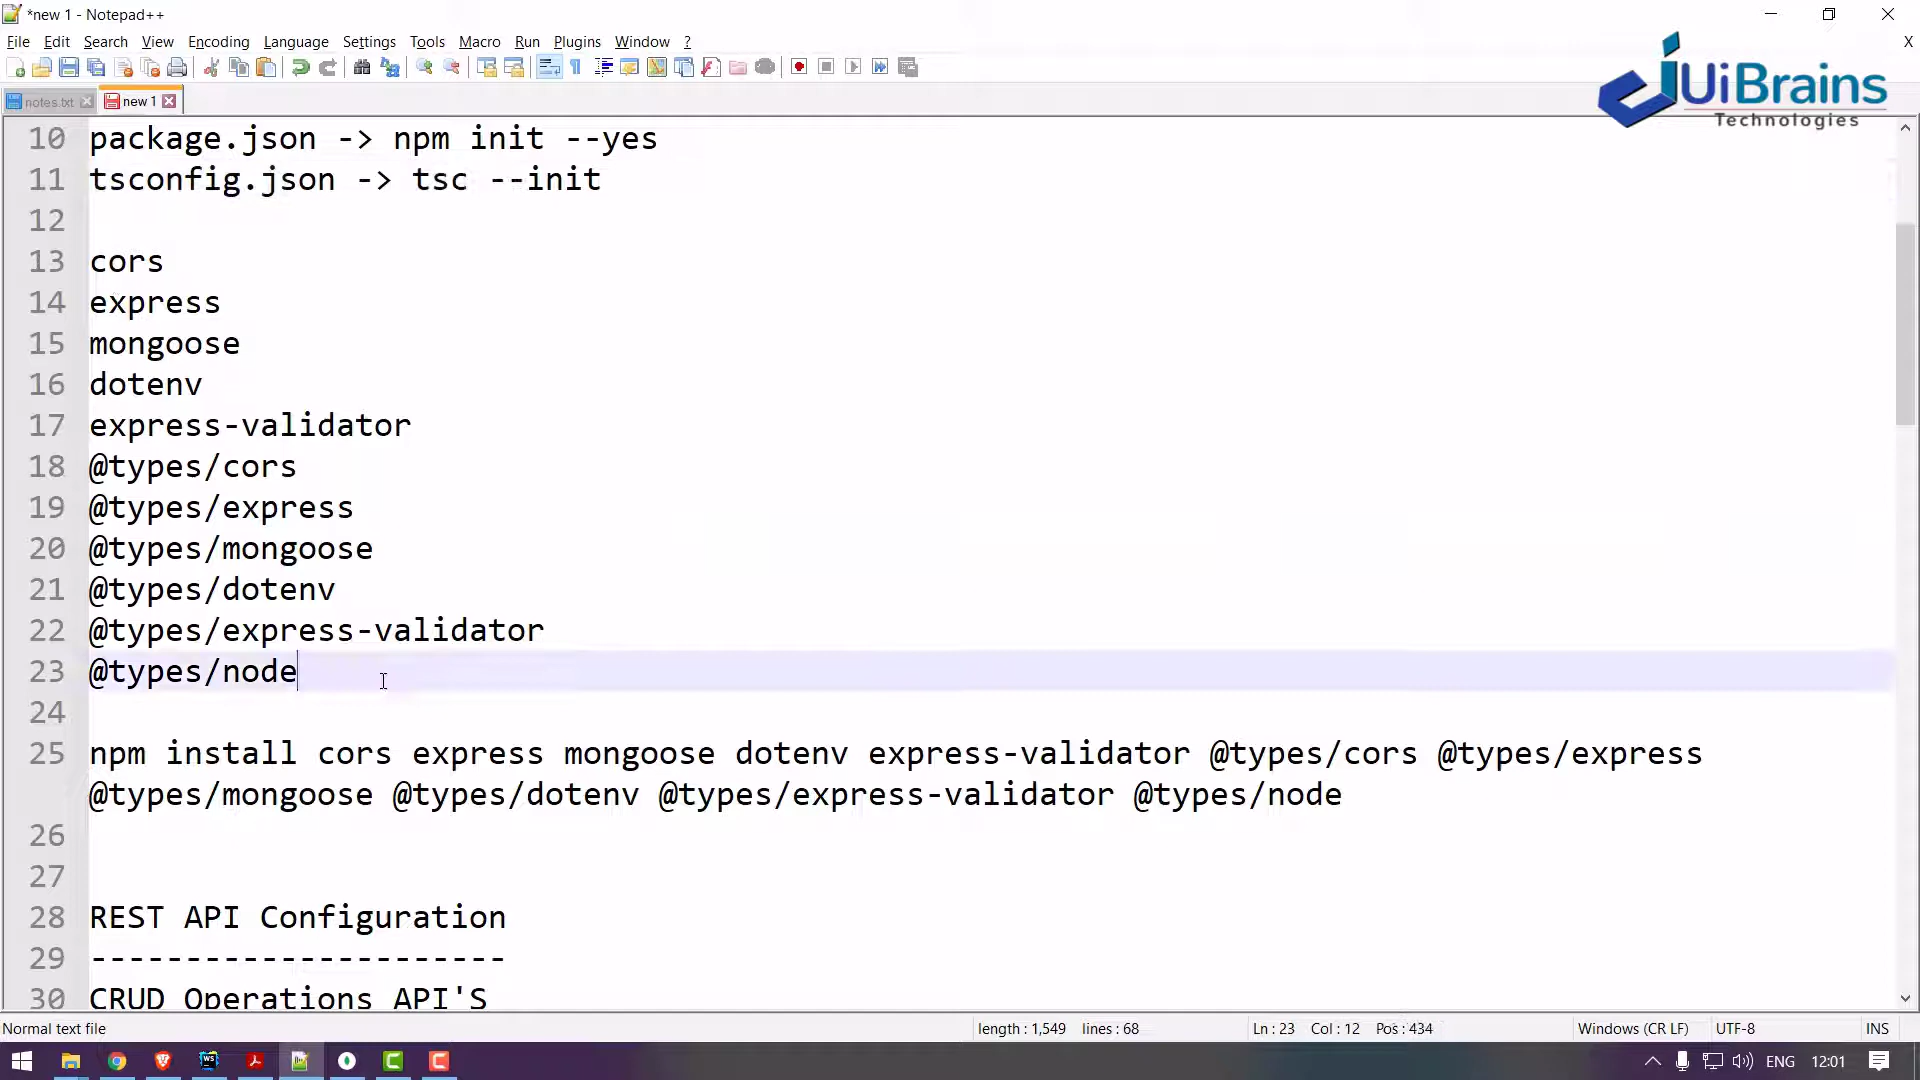 *new 1 - Notepad++
File Edit Search View Encoding Language Settings Tools Macro Run Plugins Window ?
X
UiBrains
Technologies
notes.txt new 1
10 package.json -> npm init --yes
11 tsconfig.json -> tsc --init
12
13 cors
14 express
15 mongoose
16 dotenv
17 express-validator
18 @types/cors
19 @types/express
20 @types/mongoose
21 @types/dotenv
22 @types/express-validator
23 @types/node
24
25 npm install cors express mongoose dotenv express-validator @types/cors @types/express
@types/mongoose @types/dotenv @types/express-validator @types/node
26
27
28 REST API Configuration
29 ----------------------
30 CRUD Operations API'S
Normal text file length : 1,549 lines : 68 Ln : 23 Col : 12 Pos : 434 Windows (CR LF) UTF-8 INS
WS ENG 12:01